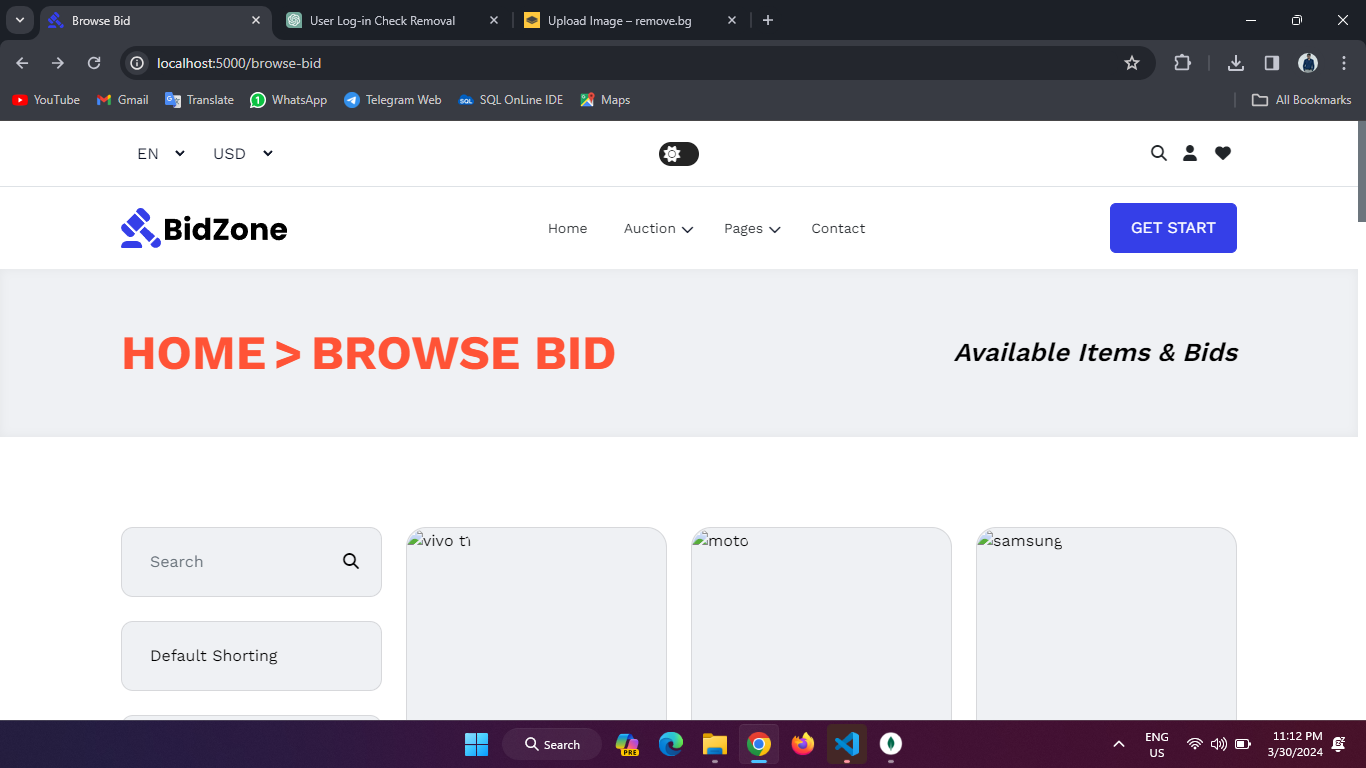 Browse Bid
User Log-in Check Removal
Upload Image – remove.bg
localhost:5000/browse-bid
YouTube
Gmail
Translate
WhatsApp
Telegram Web
SQL OnLine IDE
Maps
All Bookmarks
EN
USD
BidZone
Home
Auction
Pages
Contact
GET START
HOME > BROWSE BID
Available Items & Bids
Search
vivo t1
moto
samsung
Default Shorting
Search
PRE
ENG
US
11:12 PM
3/30/2024